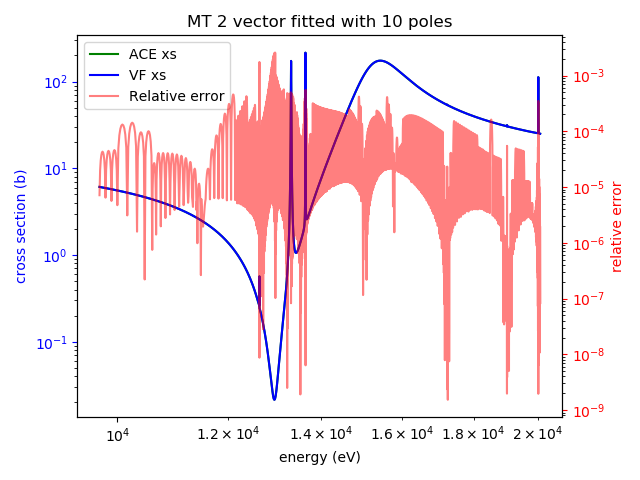 MT 2 vector fitted with 10 poles
ACE xs
VF xs
Relative error
cross section (b)
10²
10¹
10⁰
10⁻¹
10⁻³
10⁻⁴
10⁻⁵
10⁻⁶
10⁻⁷
10⁻⁸
10⁻⁹
relative error
10⁴ 1.2 × 10⁴ 1.4 × 10⁴ 1.6 × 10⁴ 1.8 × 10⁴ 2 × 10⁴
energy (eV)